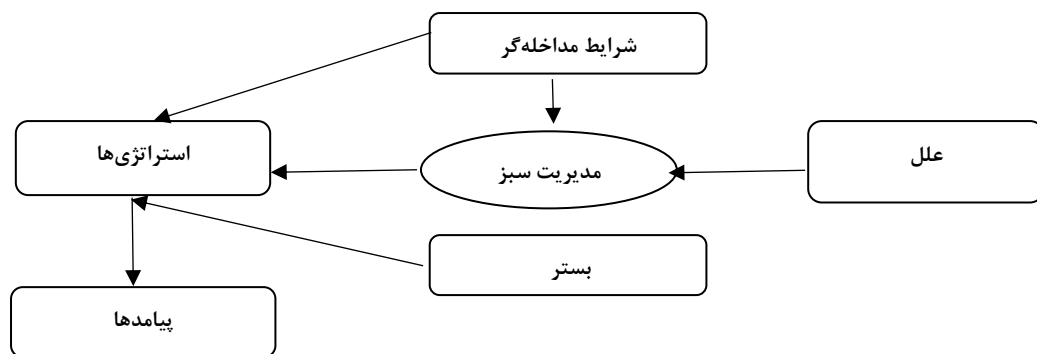 شرایط مداخله‌گر
علل
مدیریت سبز
استراتژی‌ها
بستر
پیامدها